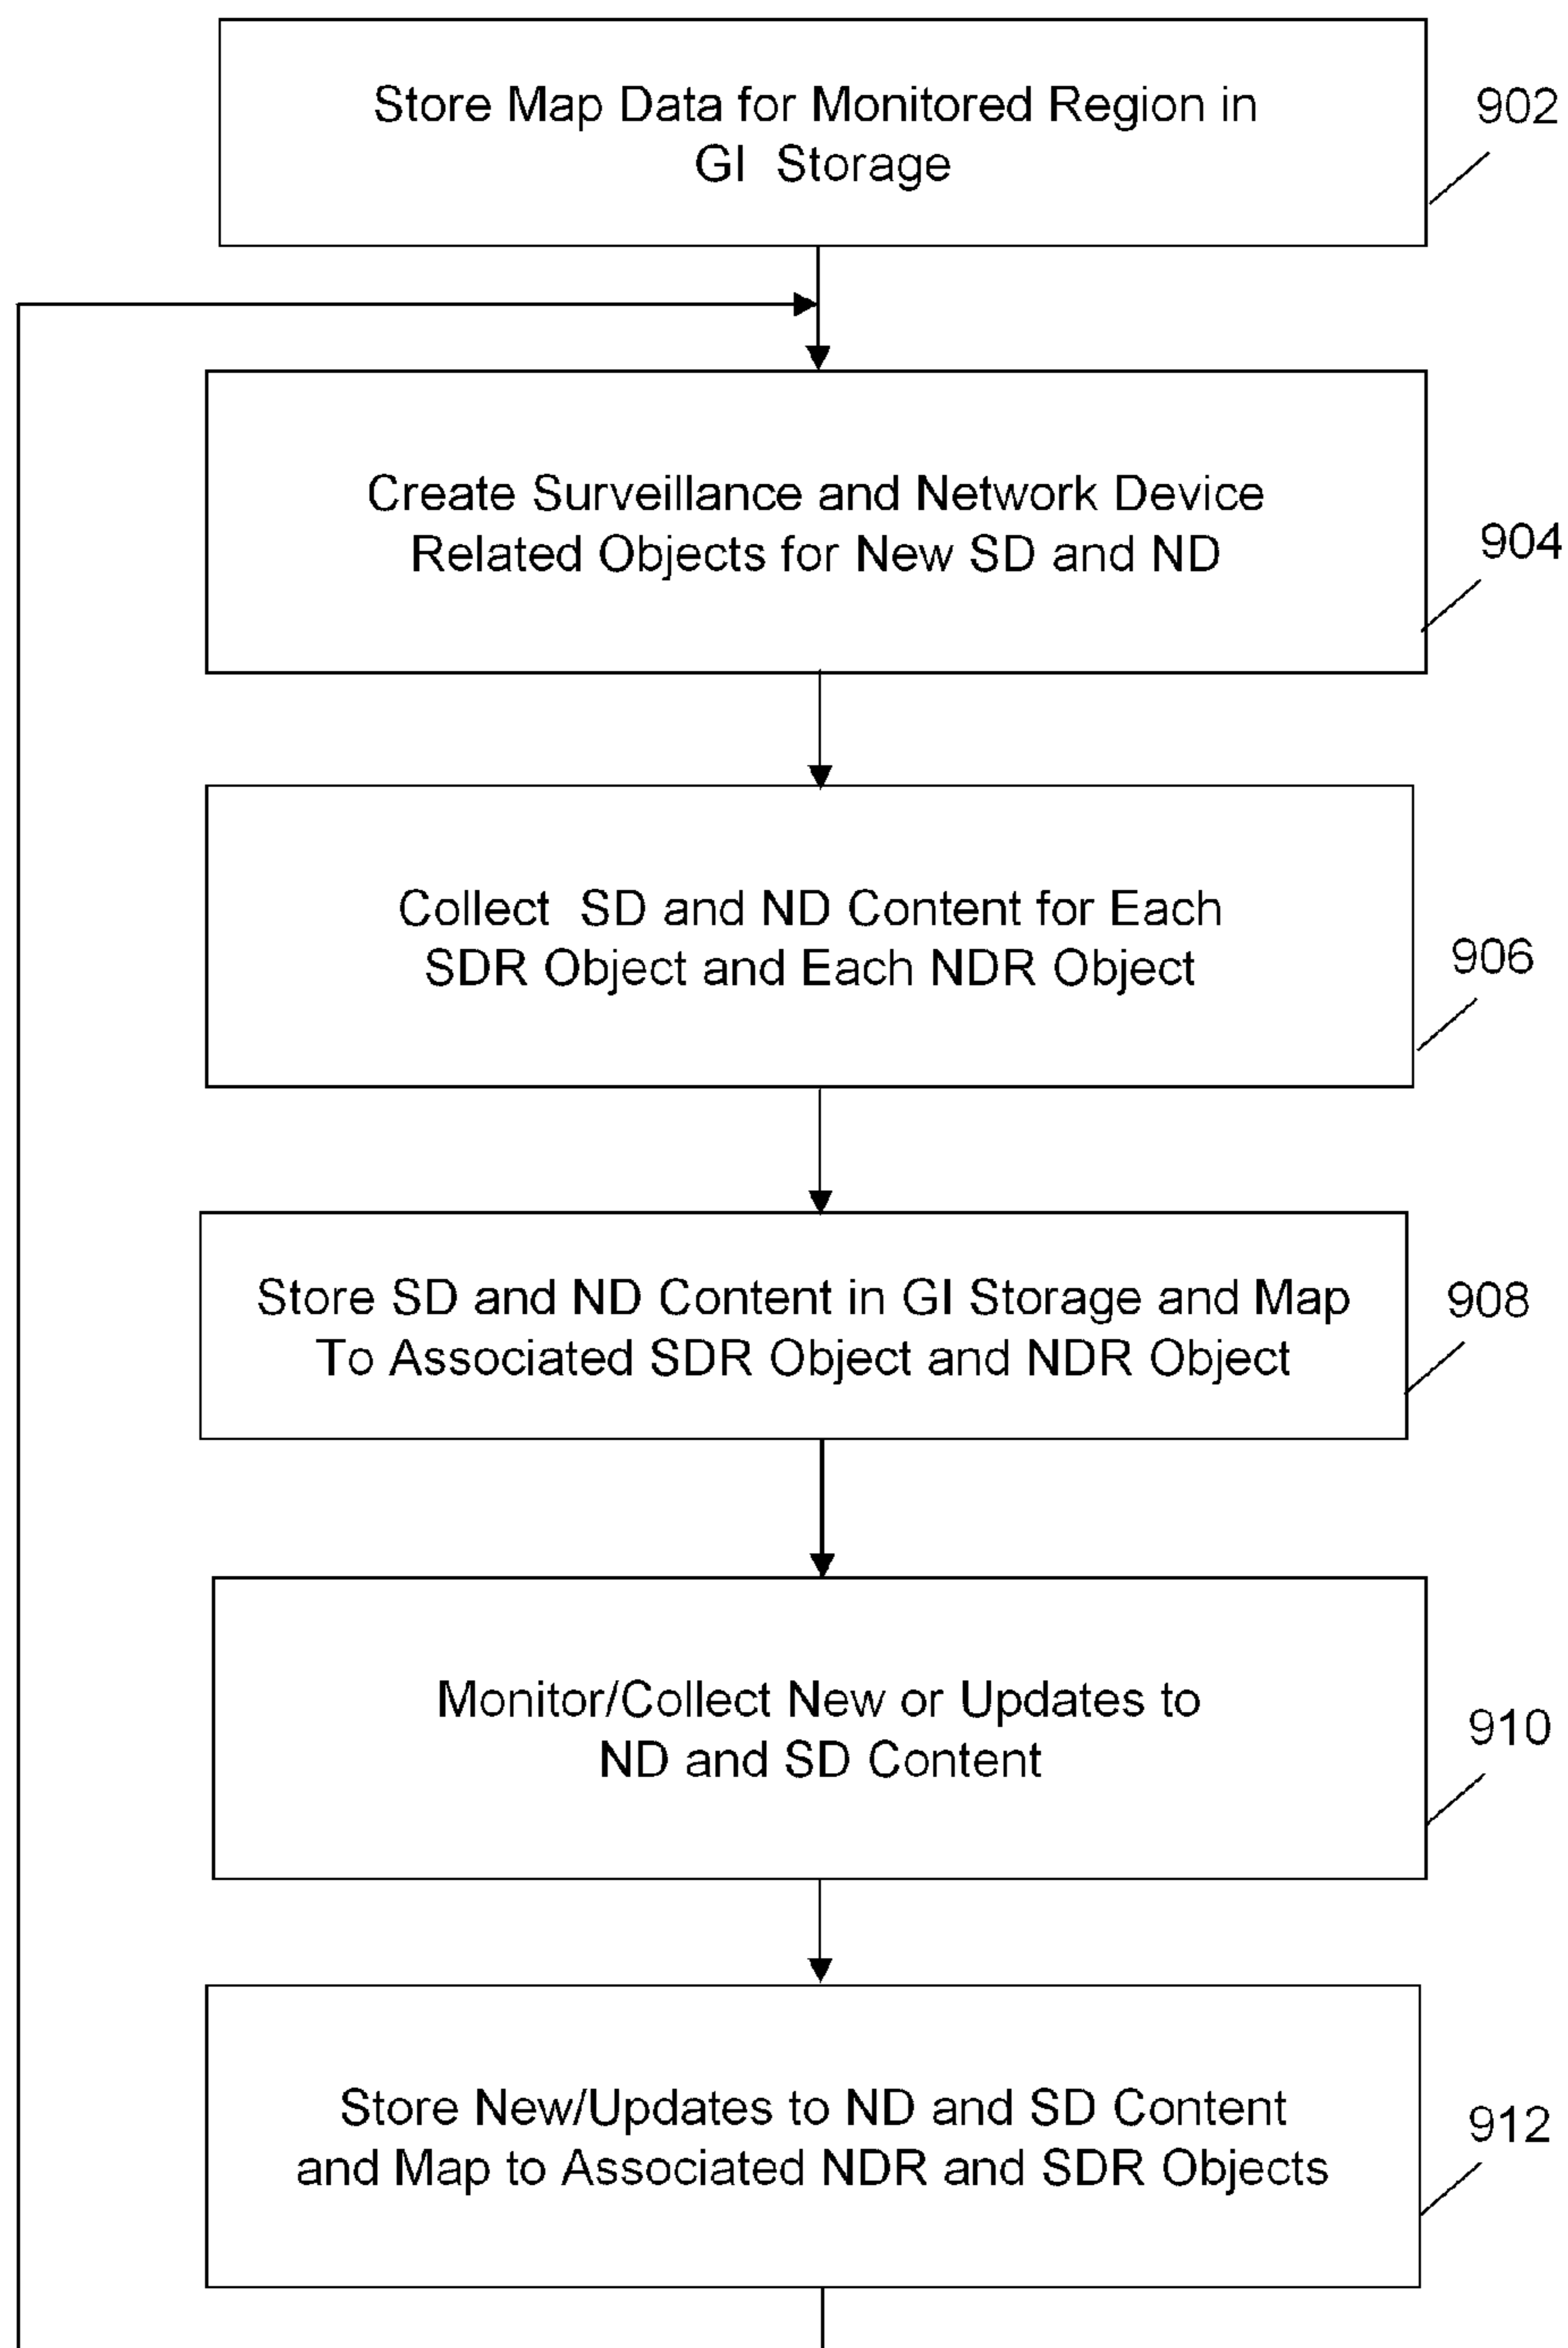 Store Map Data for Monitored Region in
GI Storage
902
Create Surveillance and Network Device
Related Objects for New SD and ND
904
Collect SD and ND Content for Each
SDR Object and Each NDR Object
906
Store SD and ND Content in GI Storage and Map
To Associated SDR Object and NDR Object
908
Monitor/Collect New or Updates to
ND and SD Content
910
Store New/Updates to ND and SD Content
and Map to Associated NDR and SDR Objects
912